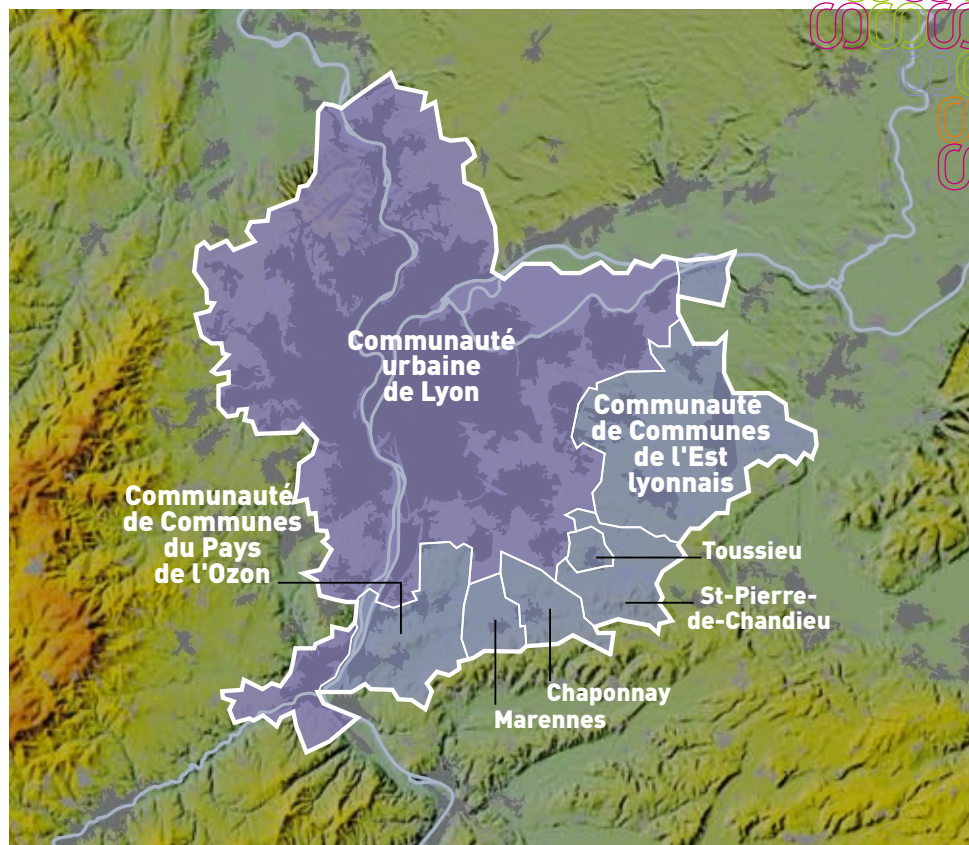 Communauté
urbaine
de Lyon
Communauté
de Communes
de l'Est
lyonnais
Communauté
de Communes
du Pays
de l'Ozon
Toussieu
St-Pierre-
de-Chandieu
Chaponnay
Marennes